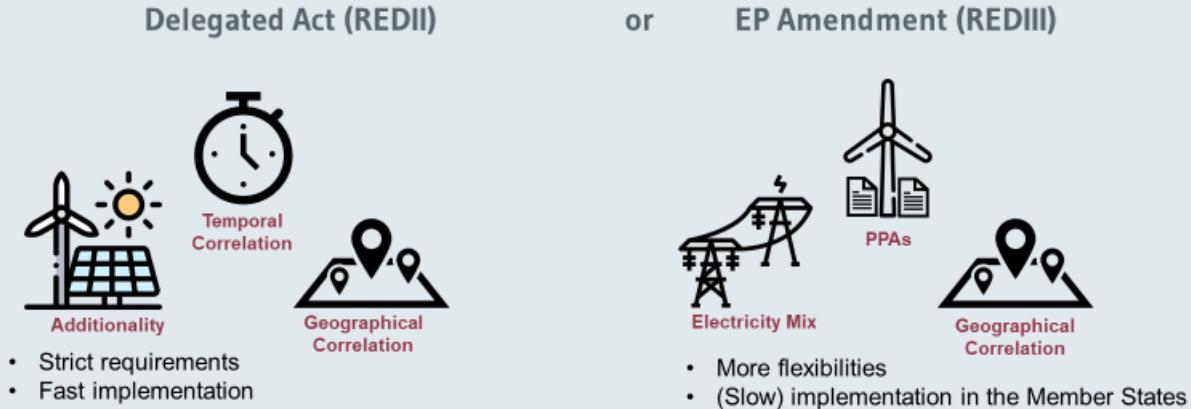 Delegated Act (REDII) or EP Amendment (REDIII)
Temporal
Correlation
Additionality
Geographical
Correlation
• Strict requirements
• Fast implementation
PPAs
Electricity Mix
Geographical
Correlation
• More flexibilities
• (Slow) implementation in the Member States